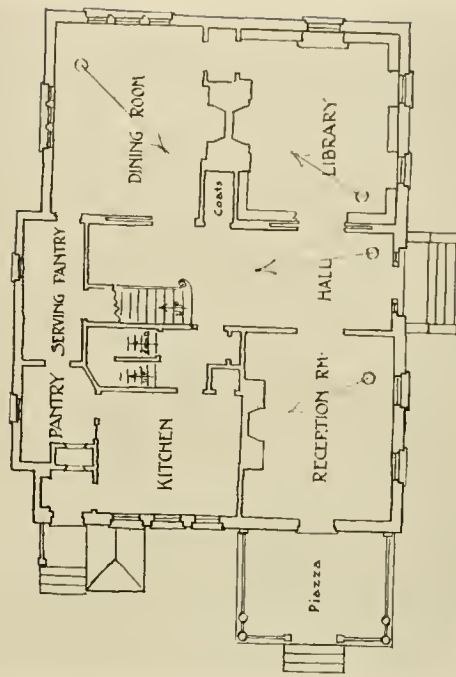 DINING ROOM
LIBRARY
Coats
SERVING PANTRY
PANTRY
HALL
KITCHEN
RECEPTION RM.
Piazza